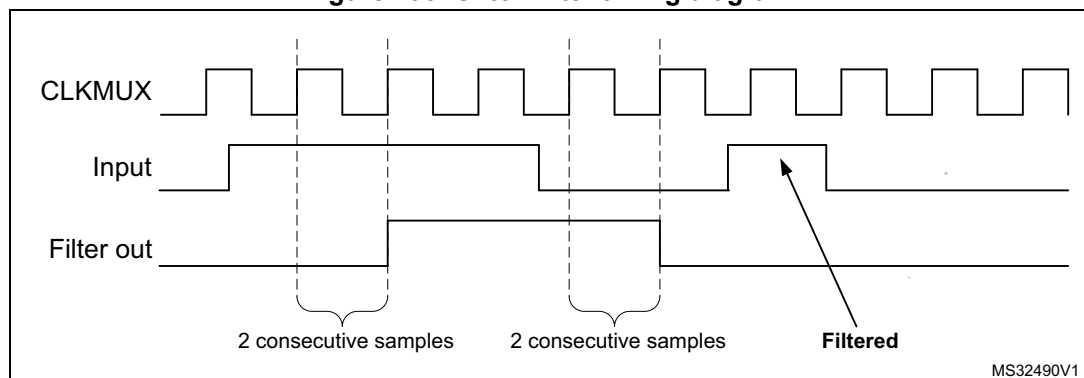 CLKMUX
Input
Filter out
2 consecutive samples 2 consecutive samples Filtered
MS32490V1